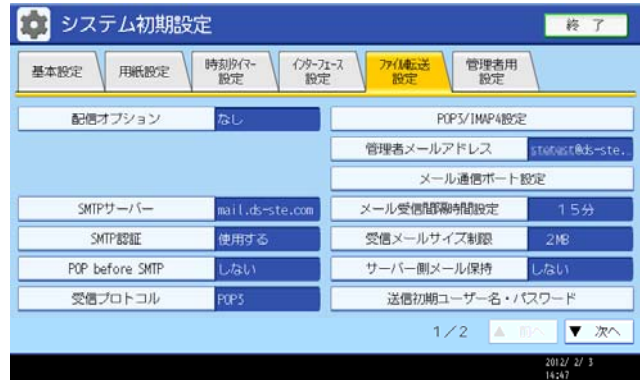 システム初期設定
終 了
基本設定
用紙設定
時刻タイマー
設定
インターフェース
設定
ファイル転送
設定
管理者用
設定
配信オプション
なし
POP3/IMAP4設定
管理者メールアドレス
メール通信ポート設定
SMTPサーバー
mail.ds-ste.com
メール受信間隔時間設定
15分
SMTP認証
使用する
受信メールサイズ制限
2MB
POP before SMTP
しない
サーバー側メール保持
しない
受信プロトコル
POP3
送信初期ユーザー名・パスワード
1/2
▲ 前へ
▼ 次へ
2012/ 2/ 3
14:47